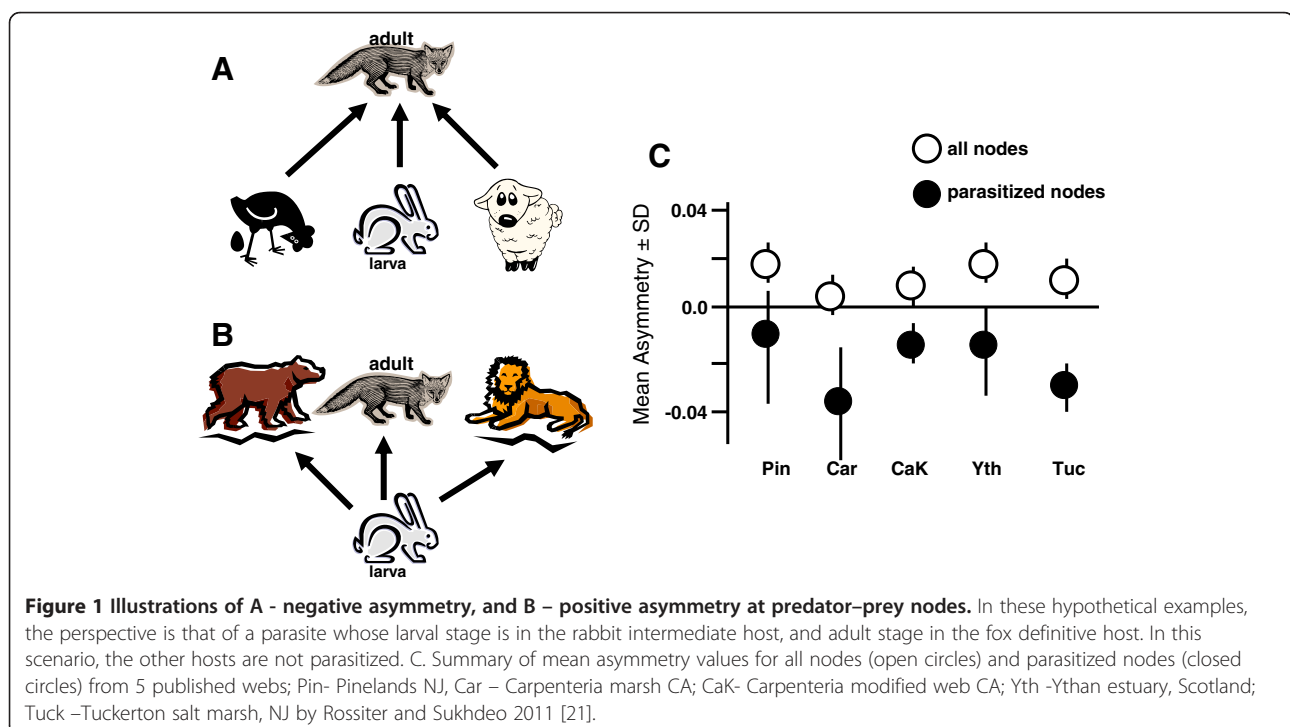 A
adult
larva
B
adult
larva
C
all nodes
parasitized nodes
Mean Asymmetry ± SD
0.04
0.0
-0.04
Pin Car CaK Yth Tuc
Figure 1 Illustrations of A - negative asymmetry, and B – positive asymmetry at predator–prey nodes. In these hypothetical examples,
the perspective is that of a parasite whose larval stage is in the rabbit intermediate host, and adult stage in the fox definitive host. In this
scenario, the other hosts are not parasitized. C. Summary of mean asymmetry values for all nodes (open circles) and parasitized nodes (closed
circles) from 5 published webs; Pin- Pinelands NJ, Car – Carpenteria marsh CA; CaK- Carpenteria modified web CA; Yth -Ythan estuary, Scotland;
Tuck –Tuckerton salt marsh, NJ by Rossiter and Sukhdeo 2011 [21].